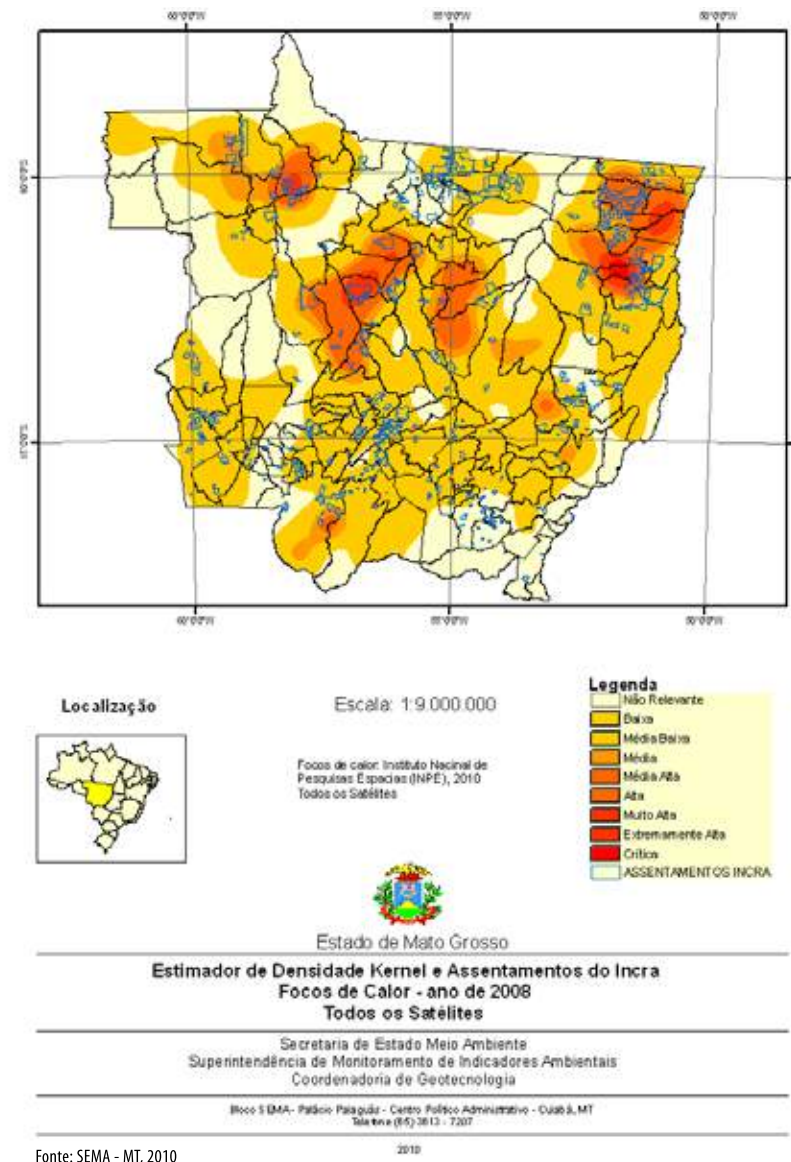 60°0'0"W 55°0'0"W 50°0'0"W
10°0'0"S
15°0'0"S
60°0'0"W 55°0'0"W 50°0'0"W
Localização
Escala: 1:9.000.000
Focos de calor: Instituto Nacinal de
Pesquisas Espacias (INPE), 2010
Todos os Satélites
Legenda
Não Relevante
Baixa
Média Baixa
Média
Média Alta
Alta
Muito Alta
Extremamente Alta
Crítica
ASSENTAMENTOS INCRA
Estado de Mato Grosso
Estimador de Densidade Kernel e Assentamentos do Incra
Focos de Calor - ano de 2008
Todos os Satélites
Secretaria de Estado Meio Ambiente
Superintendência de Monitoramento de Indicadores Ambientais
Coordenadoria de Geotecnologia
Bloco SEMA - Palácio Paiaguás - Centro Político Administrativo - Cuiabá, MT
Telefone (65) 3613 - 7207
2010
Fonte: SEMA - MT, 2010